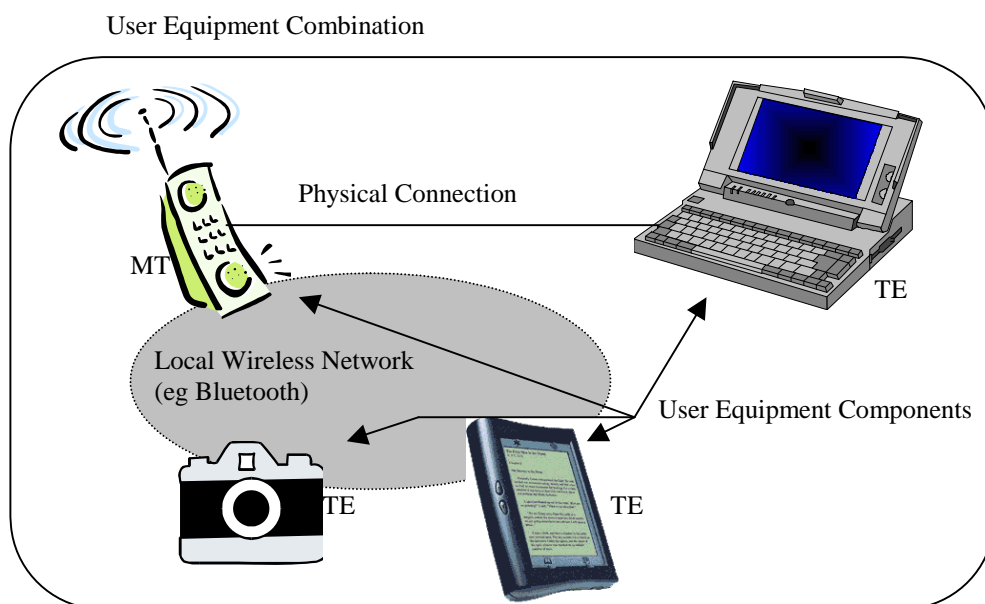 User Equipment Combination
Physical Connection
MT
TE
Local Wireless Network
(eg Bluetooth)
User Equipment Components
TE
TE